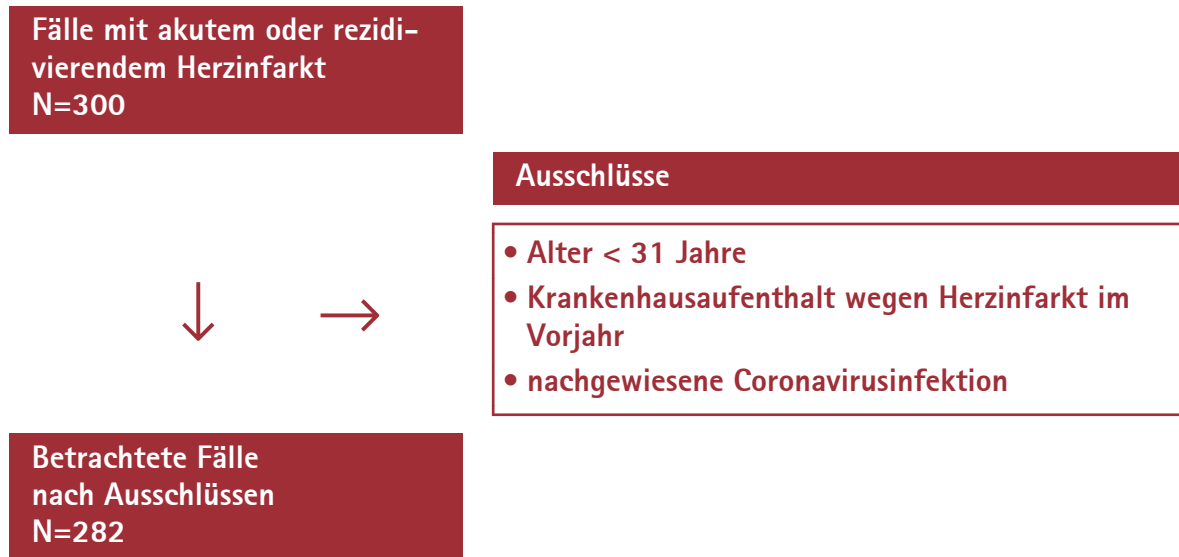 Fälle mit akutem oder rezidi-
vierendem Herzinfarkt
N=300
Ausschlüsse
• Alter < 31 Jahre
• Krankenhausaufenthalt wegen Herzinfarkt im
Vorjahr
• nachgewiesene Coronavirusinfektion
Betrachtete Fälle
nach Ausschlüssen
N=282